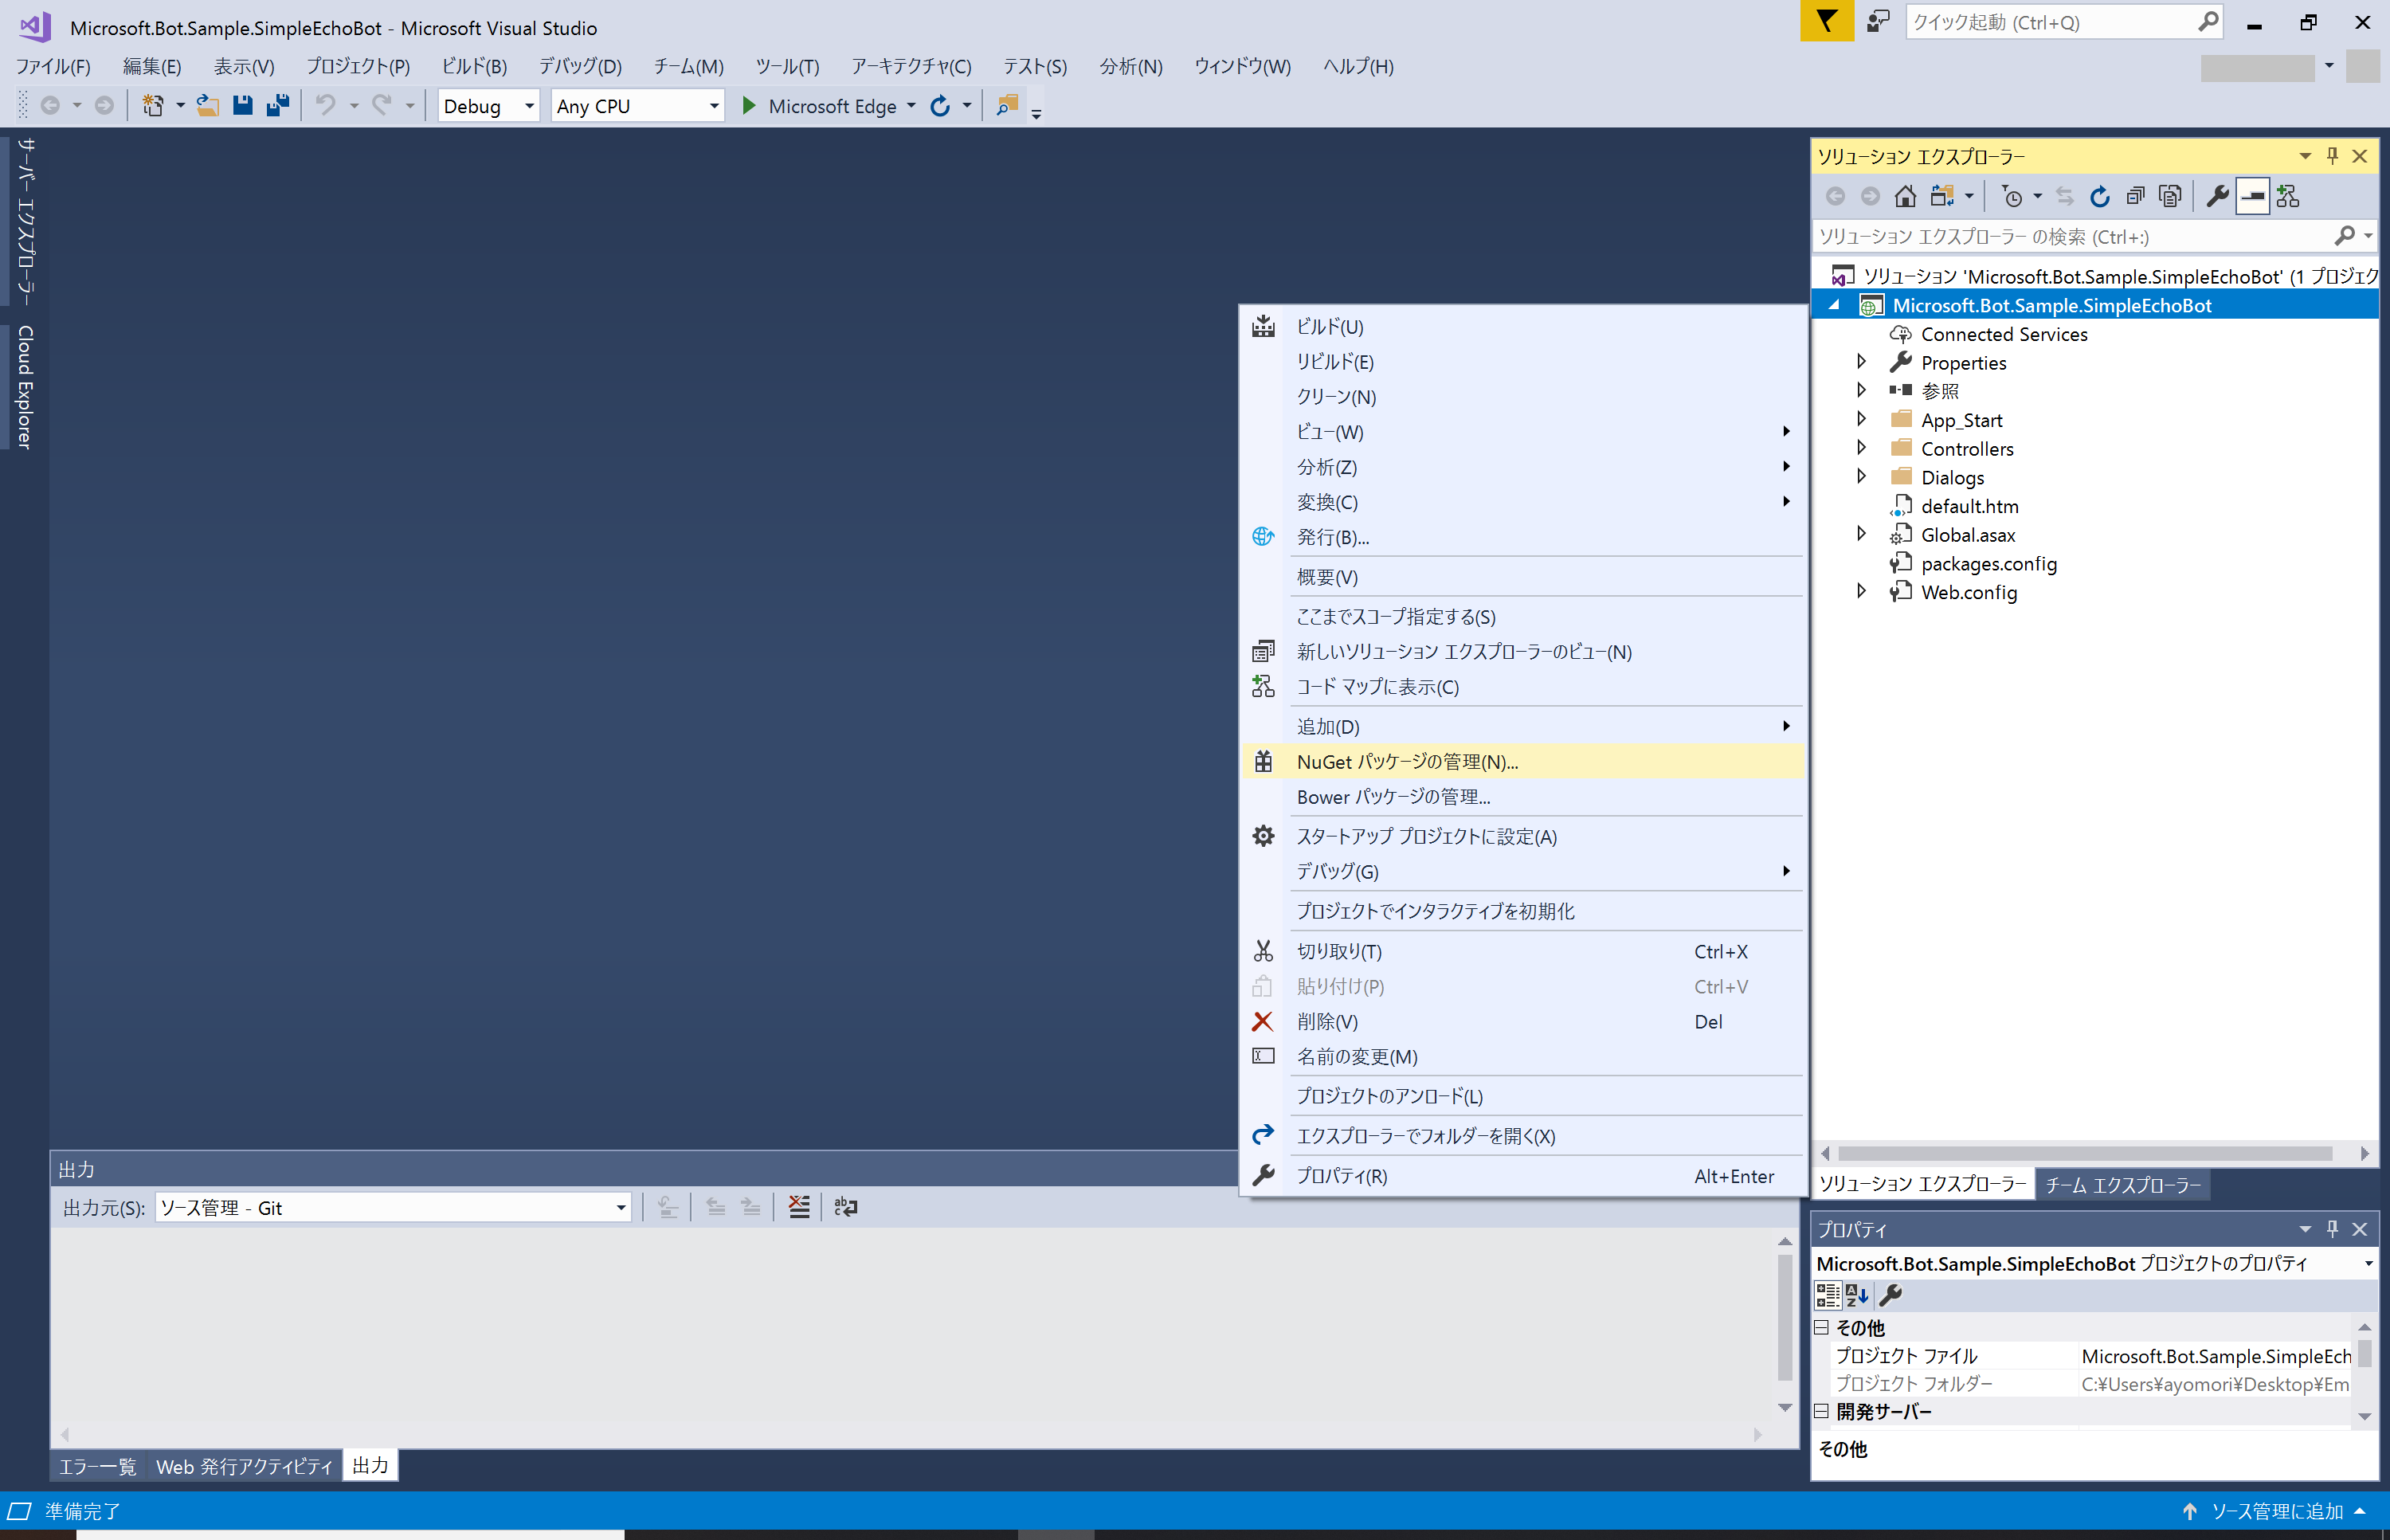 Microsoft.Bot.Sample.SimpleEchoBot - Microsoft Visual Studio
クイック起動 (Ctrl+Q)
ファイル(F) 編集(E) 表示(V) プロジェクト(P) ビルド(B) デバッグ(D) チーム(M) ツール(T) アーキテクチャ(C) テスト(S) 分析(N) ウィンドウ(W) ヘルプ(H)
Debug Any CPU Microsoft Edge
サーバー エクスプローラー
Cloud Explorer
ソリューション エクスプローラー
ソリューション エクスプローラー の検索 (Ctrl+:)
ソリューション 'Microsoft.Bot.Sample.SimpleEchoBot' (1 プロジェク
Microsoft.Bot.Sample.SimpleEchoBot
Connected Services
Properties
参照
App_Start
Controllers
Dialogs
default.htm
Global.asax
packages.config
Web.config
ビルド(U)
リビルド(E)
クリーン(N)
ビュー(W)
分析(Z)
変換(C)
発行(B)...
概要(V)
ここまでスコープ指定する(S)
新しいソリューション エクスプローラーのビュー(N)
コード マップに表示(C)
追加(D)
NuGet パッケージの管理(N)...
Bower パッケージの管理...
スタートアップ プロジェクトに設定(A)
デバッグ(G)
プロジェクトでインタラクティブを初期化
切り取り(T) Ctrl+X
貼り付け(P) Ctrl+V
削除(V) Del
名前の変更(M)
プロジェクトのアンロード(L)
エクスプローラーでフォルダーを開く(X)
プロパティ(R) Alt+Enter
ソリューション エクスプローラー チーム エクスプローラー
出力
出力元(S): ソース管理 - Git
エラー一覧 Web 発行アクティビティ 出力
プロパティ
Microsoft.Bot.Sample.SimpleEchoBot プロジェクトのプロパティ
その他
プロジェクト ファイル Microsoft.Bot.Sample.SimpleEch
プロジェクト フォルダー C:¥Users¥ayomori¥Desktop¥Em
開発サーバー
その他
準備完了
ソース管理に追加